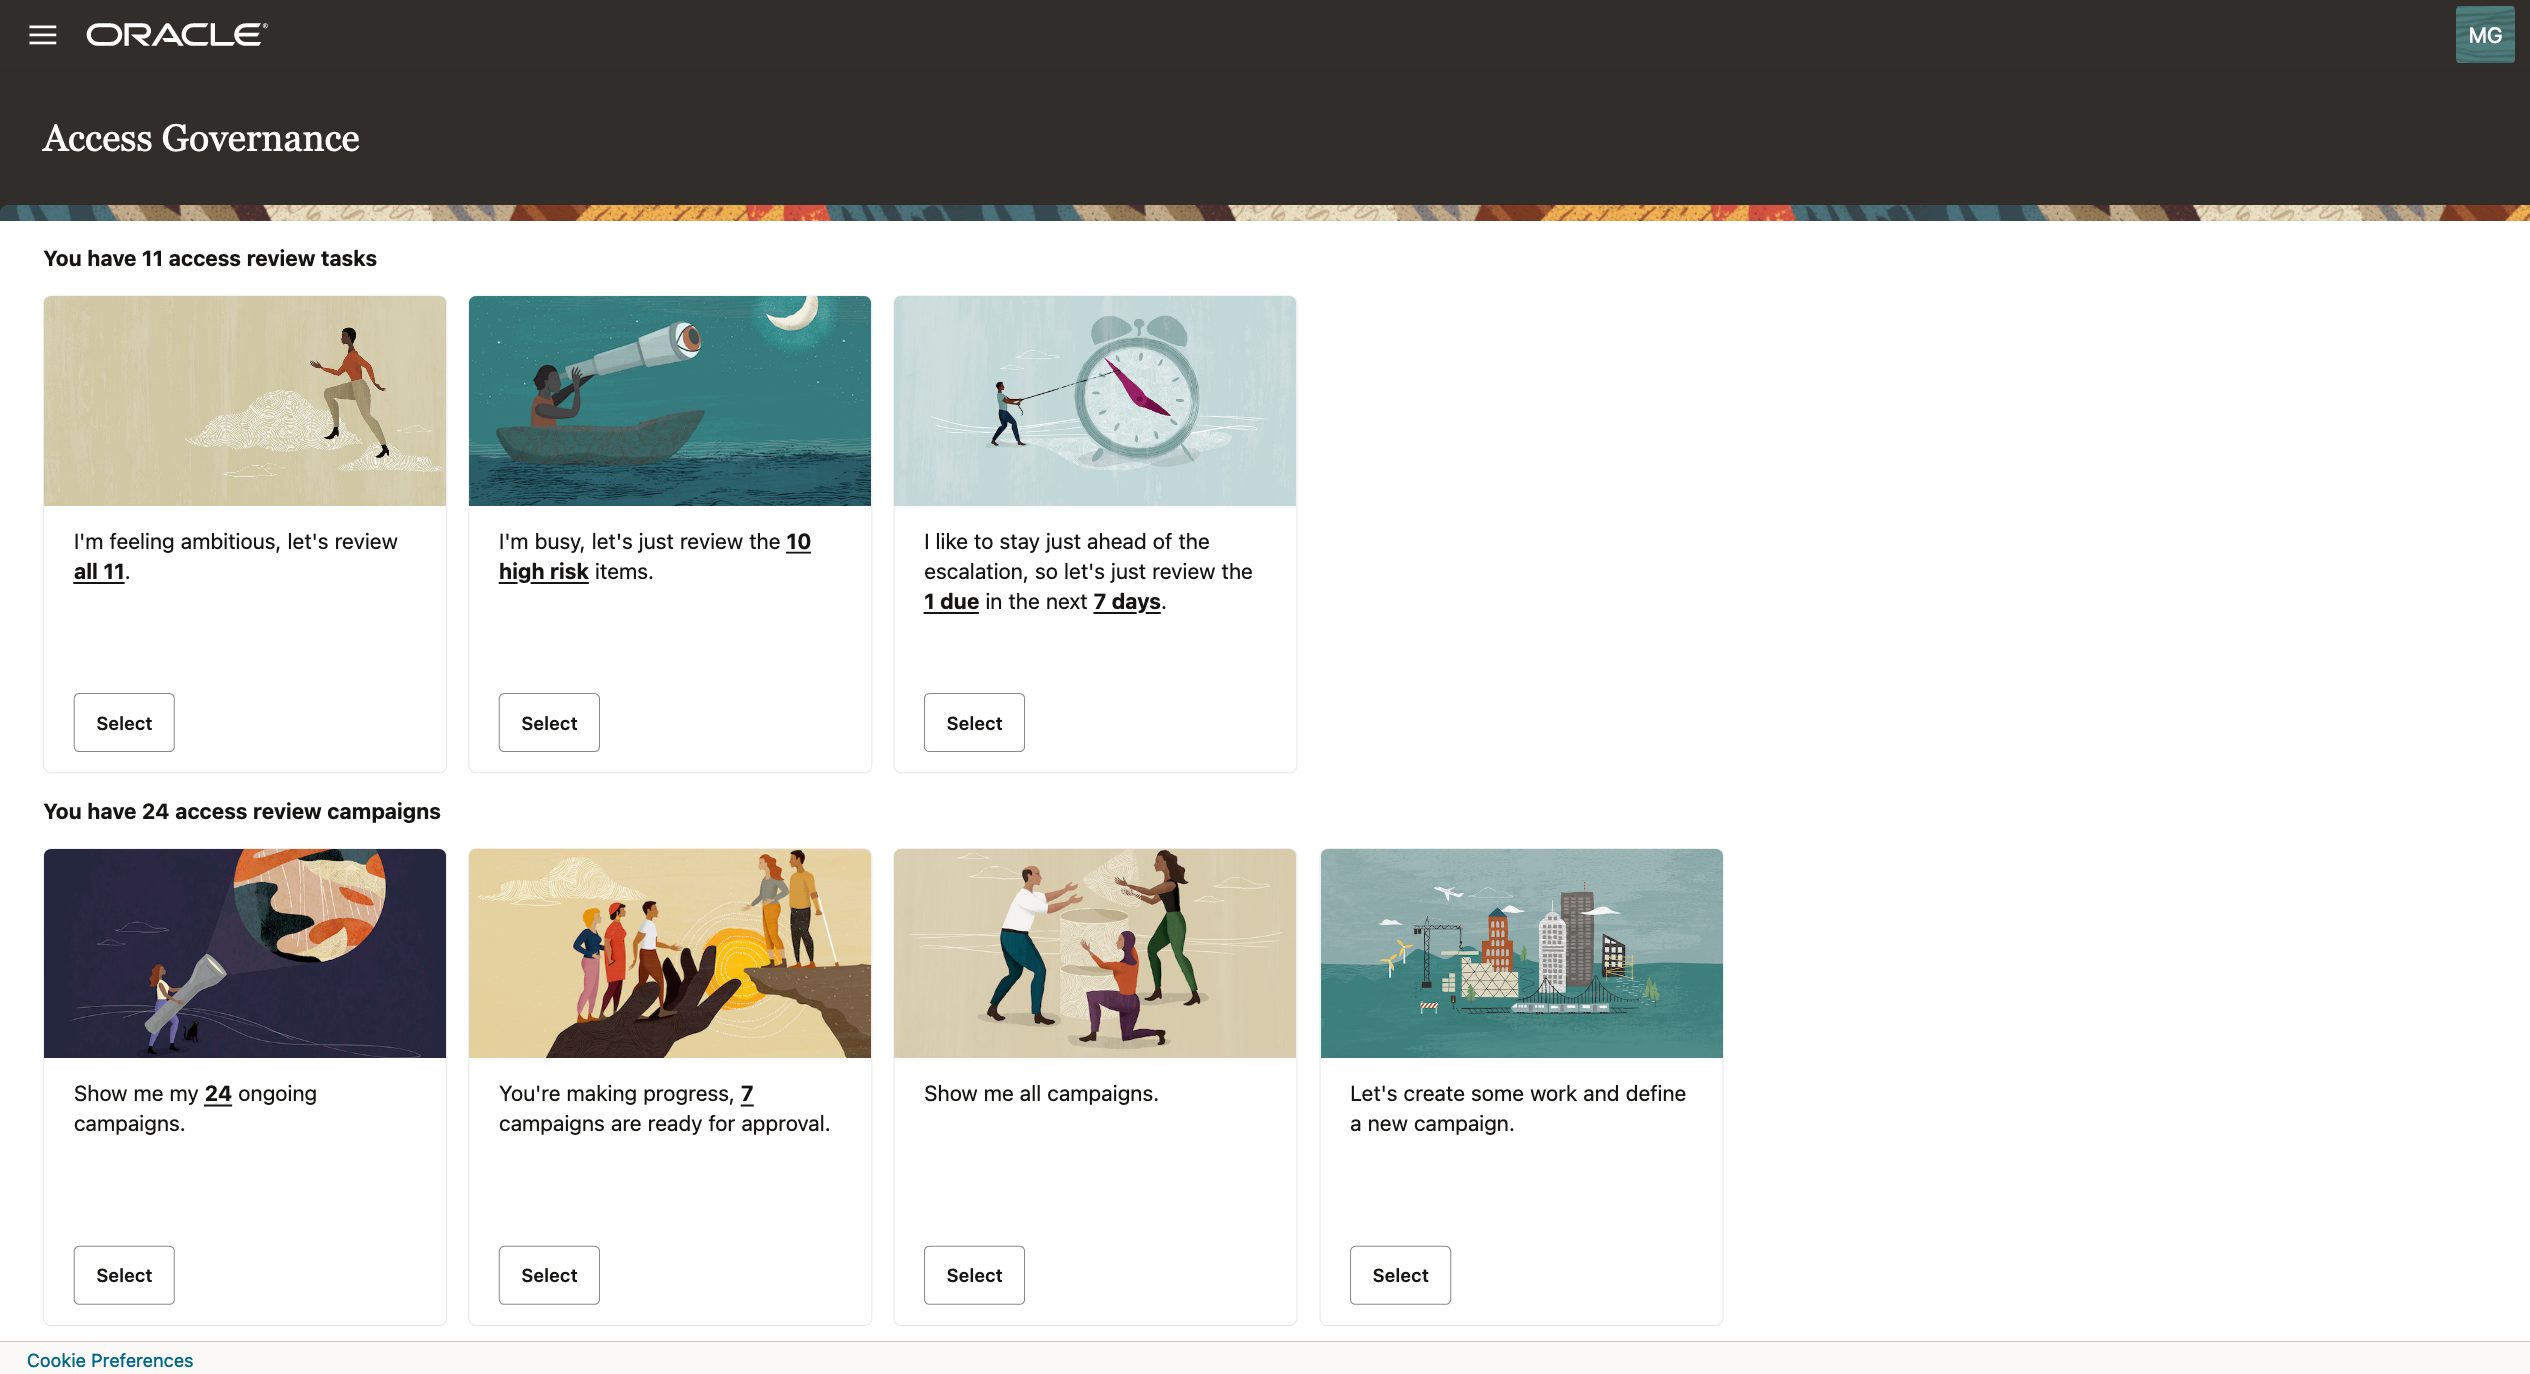 ORACLE®
MG
Access Governance
You have 11 access review tasks
I'm feeling ambitious, let's review
all 11.
Select
I'm busy, let's just review the 10
high risk items.
Select
I like to stay just ahead of the
escalation, so let's just review the
1 due in the next 7 days.
Select
You have 24 access review campaigns
Show me my 24 ongoing
campaigns.
Select
You're making progress, 7
campaigns are ready for approval.
Select
Show me all campaigns.
Select
Let's create some work and define
a new campaign.
Select
Cookie Preferences